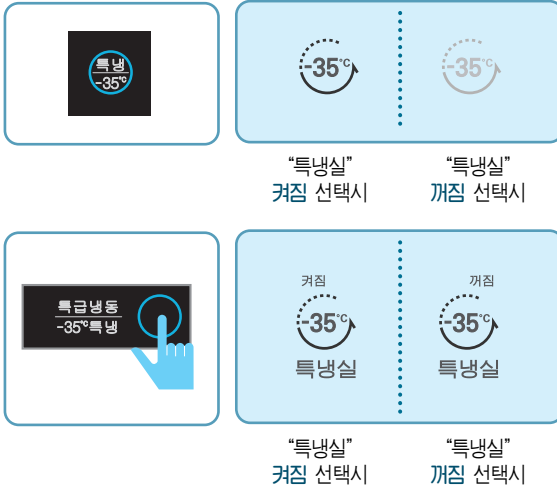 특냉
-35℃
-35℃
-35℃
“특냉실”
켜짐 선택시
“특냉실”
꺼짐 선택시
특급냉동
-35℃특냉
켜짐
-35℃
특냉실
꺼짐
-35℃
특냉실
“특냉실”
켜짐 선택시
“특냉실”
꺼짐 선택시